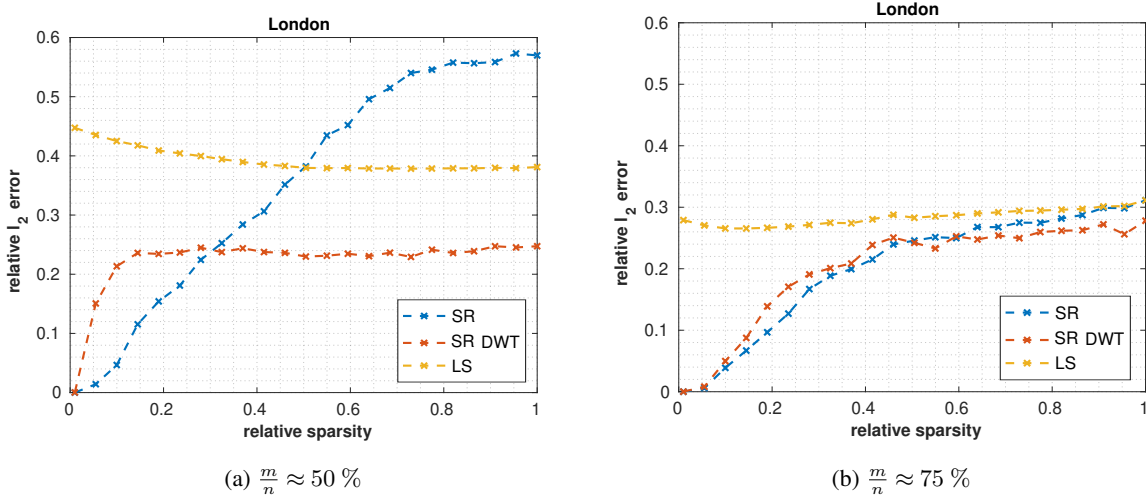 London
0.6
0.5
0.4
0.3
0.2
0.1
0
relative l2 error
SR
SR DWT
LS
0 0.2 0.4 0.6 0.8 1
relative sparsity
(a) m/n ≈ 50 %
London
0.6
0.5
0.4
0.3
0.2
0.1
0
relative l2 error
SR
SR DWT
LS
0 0.2 0.4 0.6 0.8 1
relative sparsity
(b) m/n ≈ 75 %